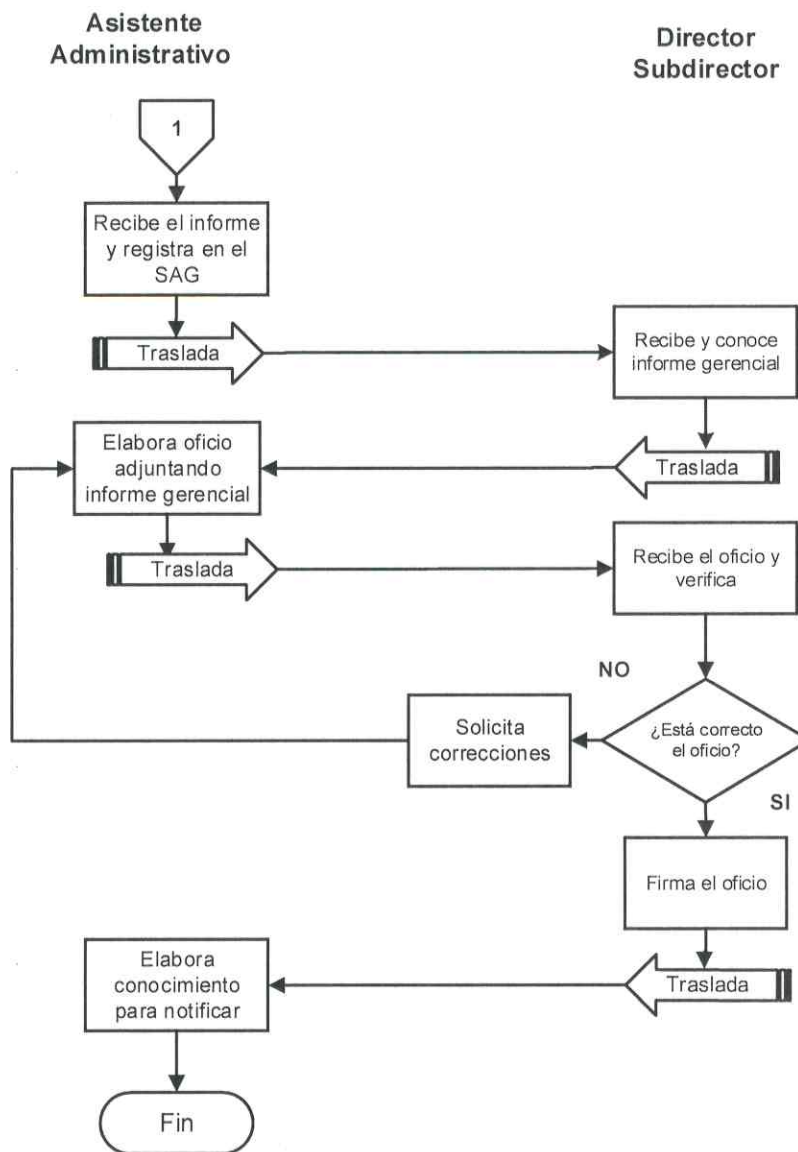 Asistente
Administrativo
Director
Subdirector
1
Recibe el informe
y registra en el
SAG
Traslada
Recibe y conoce
informe gerencial
Traslada
Elabora oficio
adjuntando
informe gerencial
Traslada
Recibe el oficio y
verifica
NO
¿Está correcto
el oficio?
Solicita
correcciones
SI
Firma el oficio
Traslada
Elabora
conocimiento
para notificar
Fin